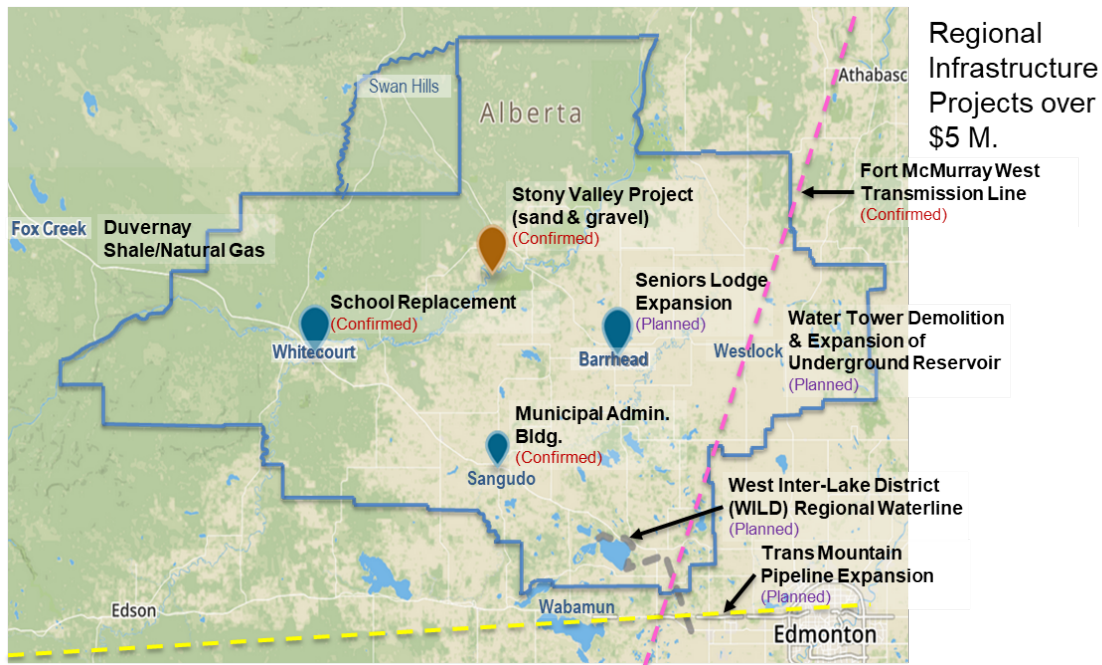 Regional
Infrastructure
Projects over
$5 M.
Athabasc
Swan Hills
Alberta
Fort McMurray West
Transmission Line
(Confirmed)
Stony Valley Project
(sand & gravel)
(Confirmed)
Fox Creek
Duvernay
Shale/Natural Gas
Seniors Lodge
Expansion
(Planned)
School Replacement
(Confirmed)
Water Tower Demolition
& Expansion of
Underground Reservoir
(Planned)
Whitecourt
Barrhead
Westlock
Municipal Admin.
Bldg.
(Confirmed)
Sangudo
West Inter-Lake District
(WILD) Regional Waterline
(Planned)
Trans Mountain
Pipeline Expansion
(Planned)
Edson
Wabamun
Edmonton